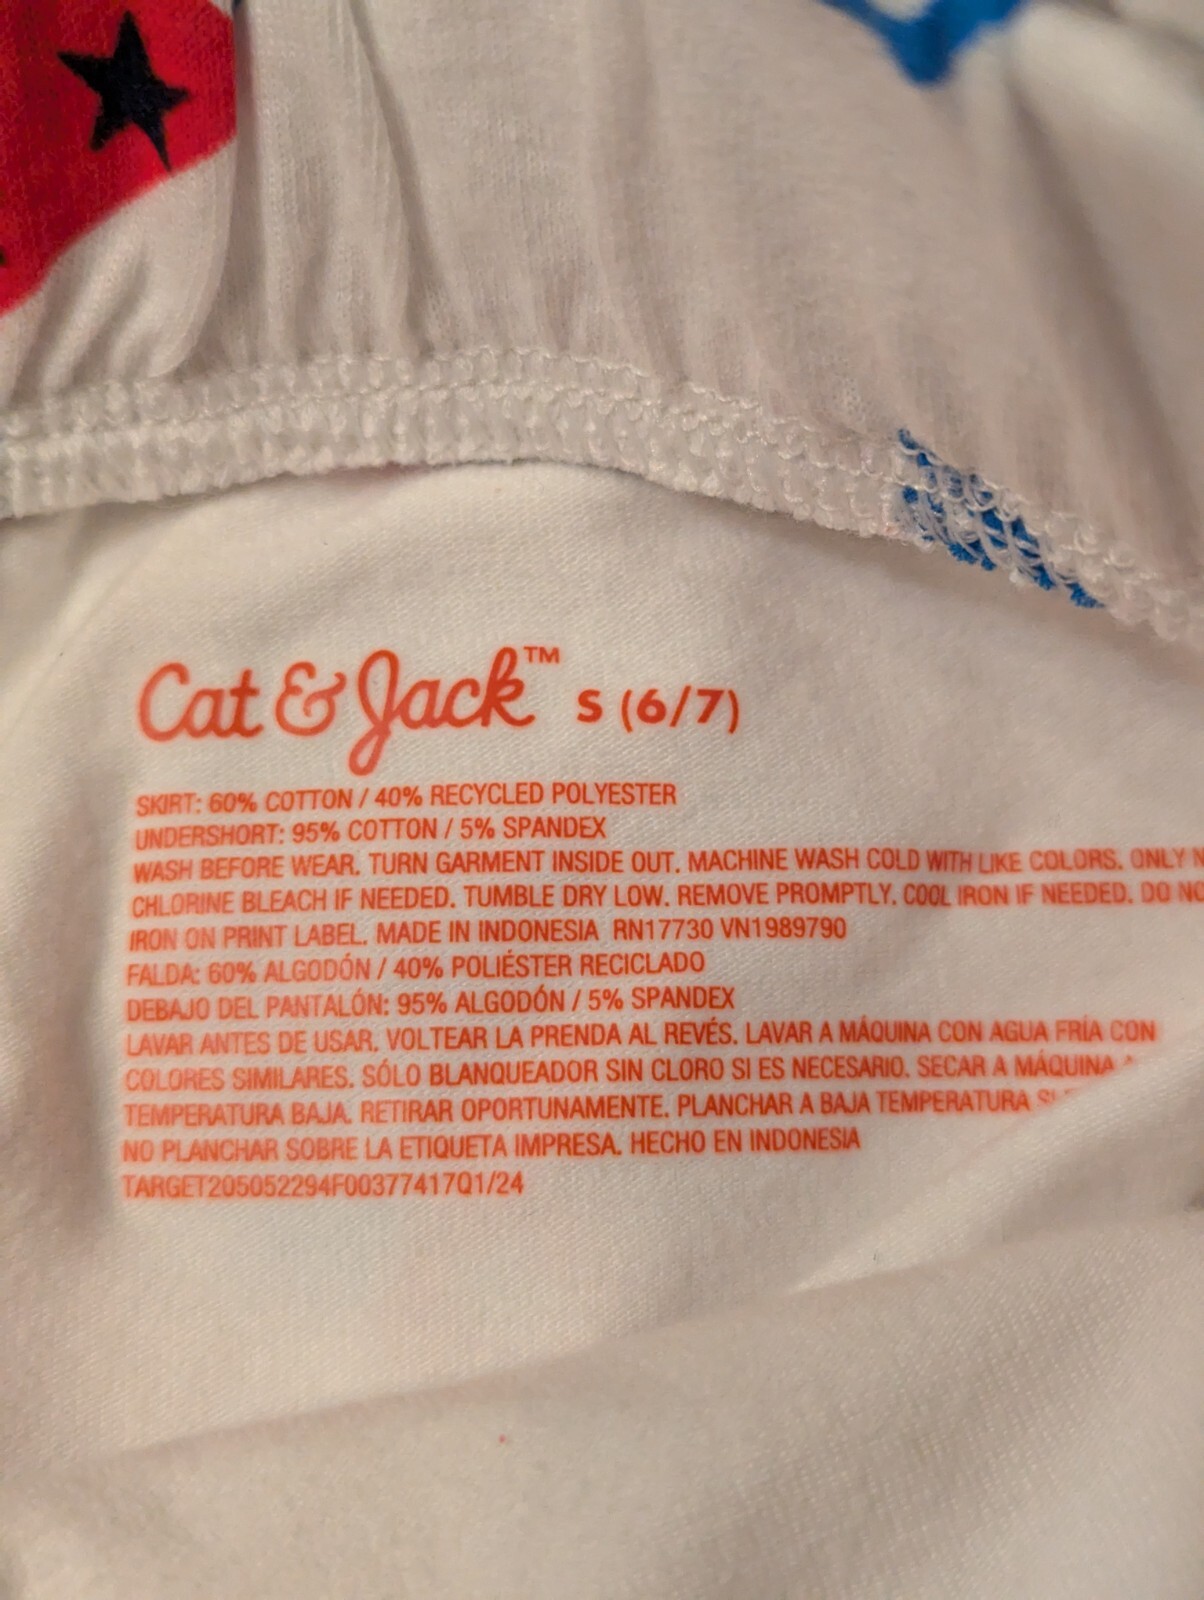 Cat & Jack™ S (6/7)
SKIRT: 60% COTTON / 40% RECYCLED POLYESTER
UNDERSHORT: 95% COTTON / 5% SPANDEX
WASH BEFORE WEAR. TURN GARMENT INSIDE OUT. MACHINE WASH COLD WITH LIKE COLORS. ONLY
CHLORINE BLEACH IF NEEDED. TUMBLE DRY LOW. REMOVE PROMPTLY. COOL IRON IF NEEDED. DO
IRON ON PRINT LABEL. MADE IN INDONESIA RN17730 VN1989790
FALDA: 60% ALGODÓN / 40% POLIÉSTER RECICLADO
DEBAJO DEL PANTALÓN: 95% ALGODÓN / 5% SPANDEX
LAVAR ANTES DE USAR. VOLTEAR LA PRENDA AL REVÉS. LAVAR A MÁQUINA CON AGUA FRÍA CON
COLORES SIMILARES. SÓLO BLANQUEADOR SIN CLORO SI ES NECESARIO. SECAR A MÁQUINA
TEMPERATURA BAJA. RETIRAR OPORTUNAMENTE. PLANCHAR A BAJA TEMPERATURA
NO PLANCHAR SOBRE LA ETIQUETA IMPRESA. HECHO EN INDONESIA
TARGET205052294F00377417Q1/24